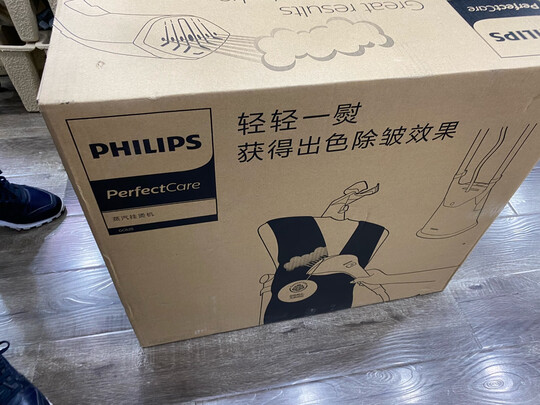 Great results
PHILIPS
PerfectCare
PHILIPS
PerfectCare
蒸汽挂烫机
轻轻一熨
获得出色除皱效果